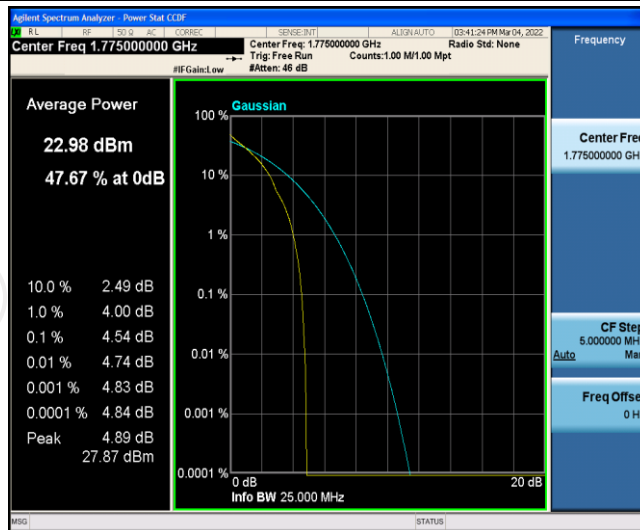 Agilent Spectrum Analyzer - Power Stat CCDF
RL RF 50 Ω AC CORREC SENSE:INT ALIGN AUTO 03:41:24 PM Mar 04, 2022
Center Freq 1.775000000 GHz
Center Freq: 1.775000000 GHz Radio Std: None
Trig: Free Run Counts:1.00 M/1.00 Mpt
#IFGain:Low #Atten: 46 dB
Frequency
Average Power
22.98 dBm
47.67 % at 0dB
10.0 % 2.49 dB
1.0 % 4.00 dB
0.1 % 4.54 dB
0.01 % 4.74 dB
0.001 % 4.83 dB
0.0001 % 4.84 dB
Peak 4.89 dB
27.87 dBm
Gaussian
100 %
10 %
1 %
0.1 %
0.01 %
0.001 %
0.0001 %
0 dB 20 dB
Info BW 25.000 MHz
Center Freq
1.775000000 GH
CF Step
5.000000 MH
Auto Ma
Freq Offse
0 H
MSG STATUS